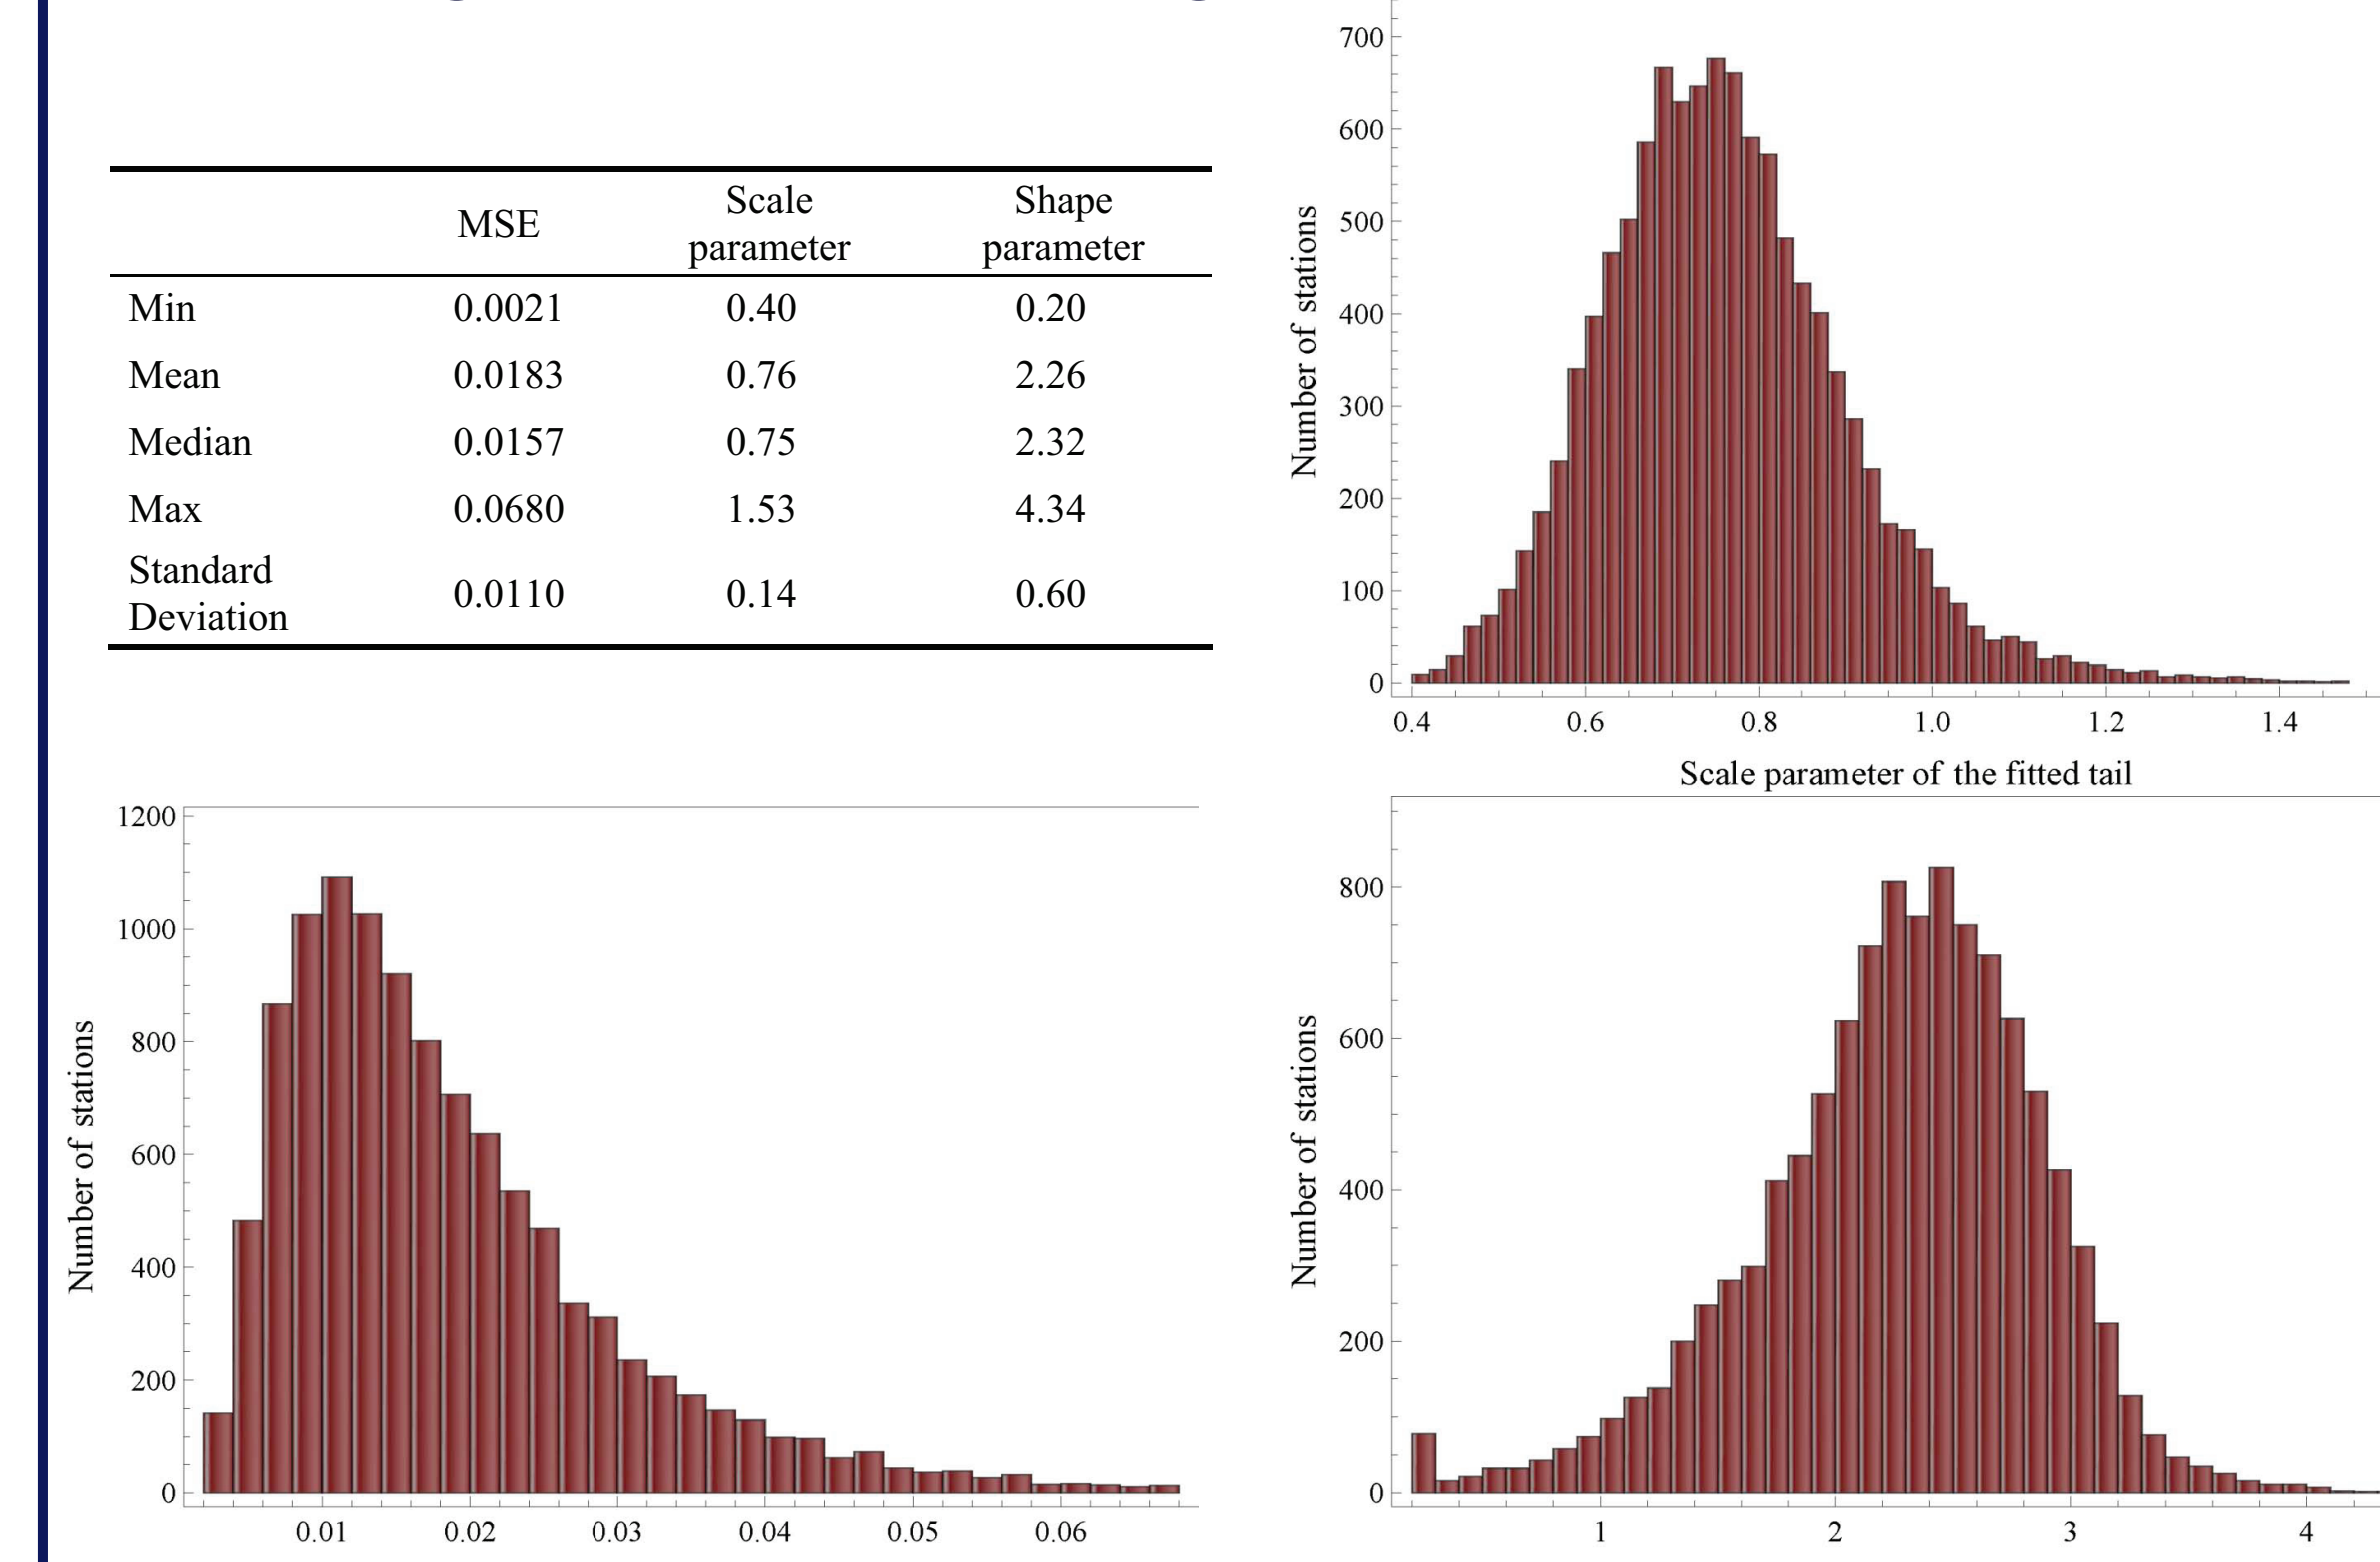 MSE Scale parameter Shape parameter
Min 0.0021 0.40 0.20
Mean 0.0183 0.76 2.26
Median 0.0157 0.75 2.32
Max 0.0680 1.53 4.34
Standard Deviation 0.0110 0.14 0.60
700
600
500
400
300
200
100
0
Number of stations
0.4 0.6 0.8 1.0 1.2 1.4
Scale parameter of the fitted tail
1200
1000
800
600
400
200
0
Number of stations
0.01 0.02 0.03 0.04 0.05 0.06
800
600
400
200
0
Number of stations
1 2 3 4